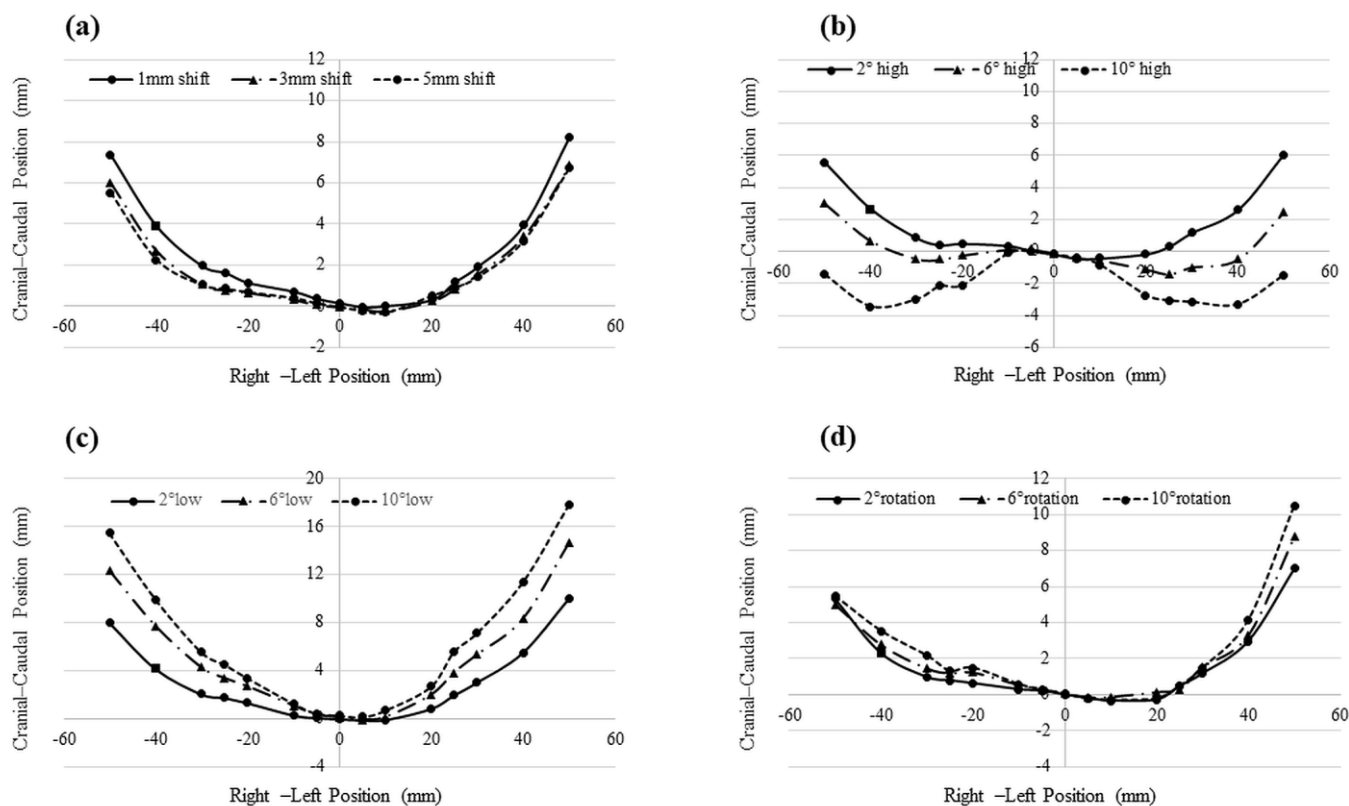 (a)
12
1mm shift 3mm shift 5mm shift
10
8
6
4
2
0
-60 -40 -20 0 20 40 60
-2
Cranial–Caudal Position (mm)
Right –Left Position (mm)
(b)
12
2° high 6° high 10° high
10
8
6
4
2
0
-60 -40 -20 0 20 40 60
-2
-4
-6
Cranial–Caudal Position (mm)
Right –Left Position (mm)
(c)
20
2°low 6°low 10°low
16
12
8
4
0
-60 -40 -20 0 20 40 60
-4
Cranial–Caudal Position (mm)
Right –Left Position (mm)
(d)
12
2°rotation 6°rotation 10°rotation
10
8
6
4
2
0
-60 -40 -20 0 20 40 60
-2
-4
Cranial–Caudal Position (mm)
Right –Left Position (mm)